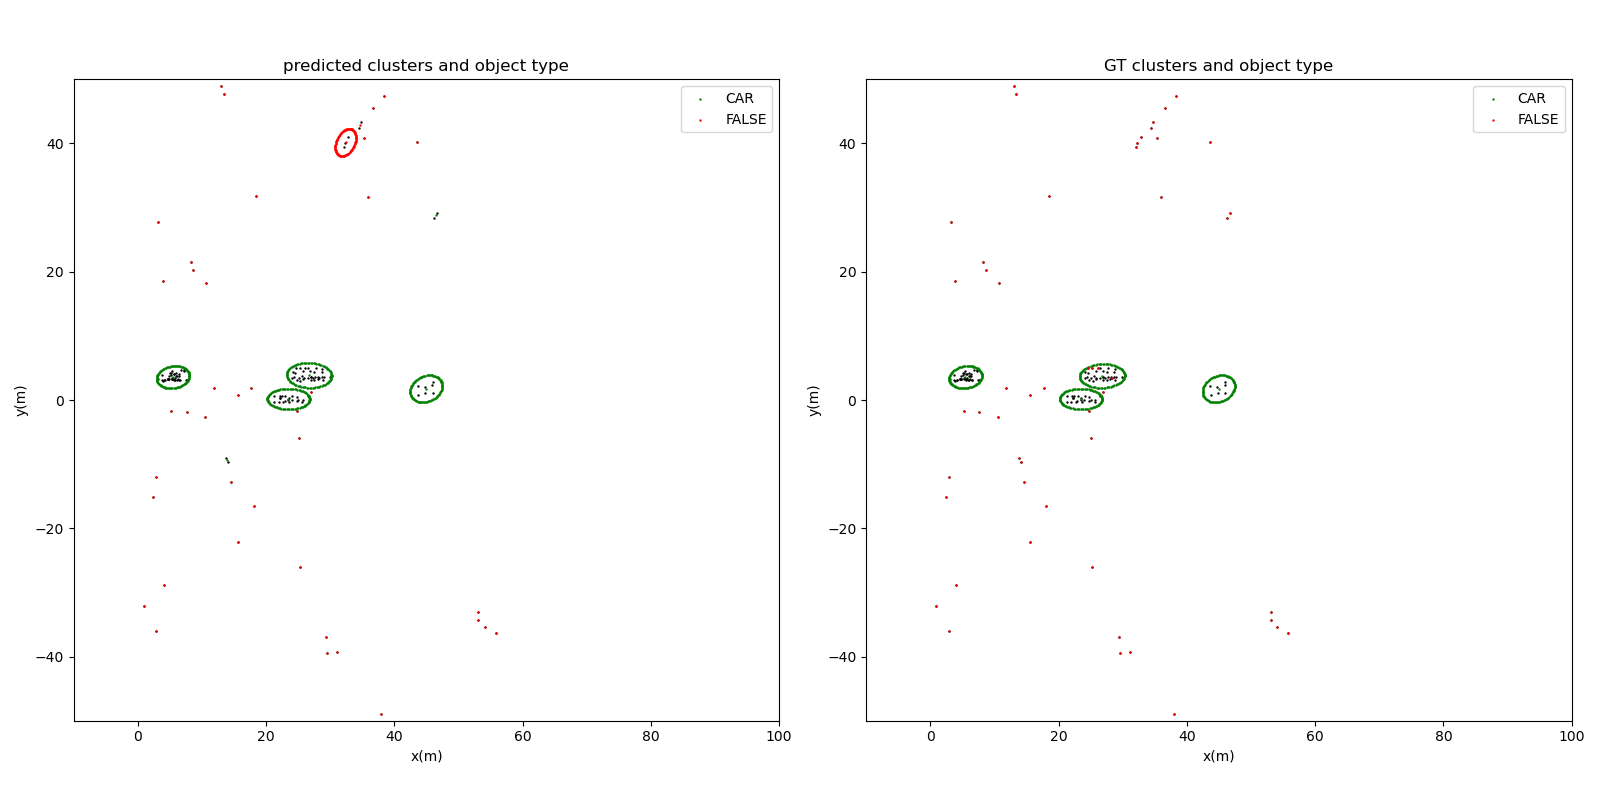 predicted clusters and object type
CAR
FALSE
40
20
0
−20
−40
y(m)
0 20 40 60 80 100
x(m)
GT clusters and object type
CAR
FALSE
40
20
0
−20
−40
y(m)
0 20 40 60 80 100
x(m)